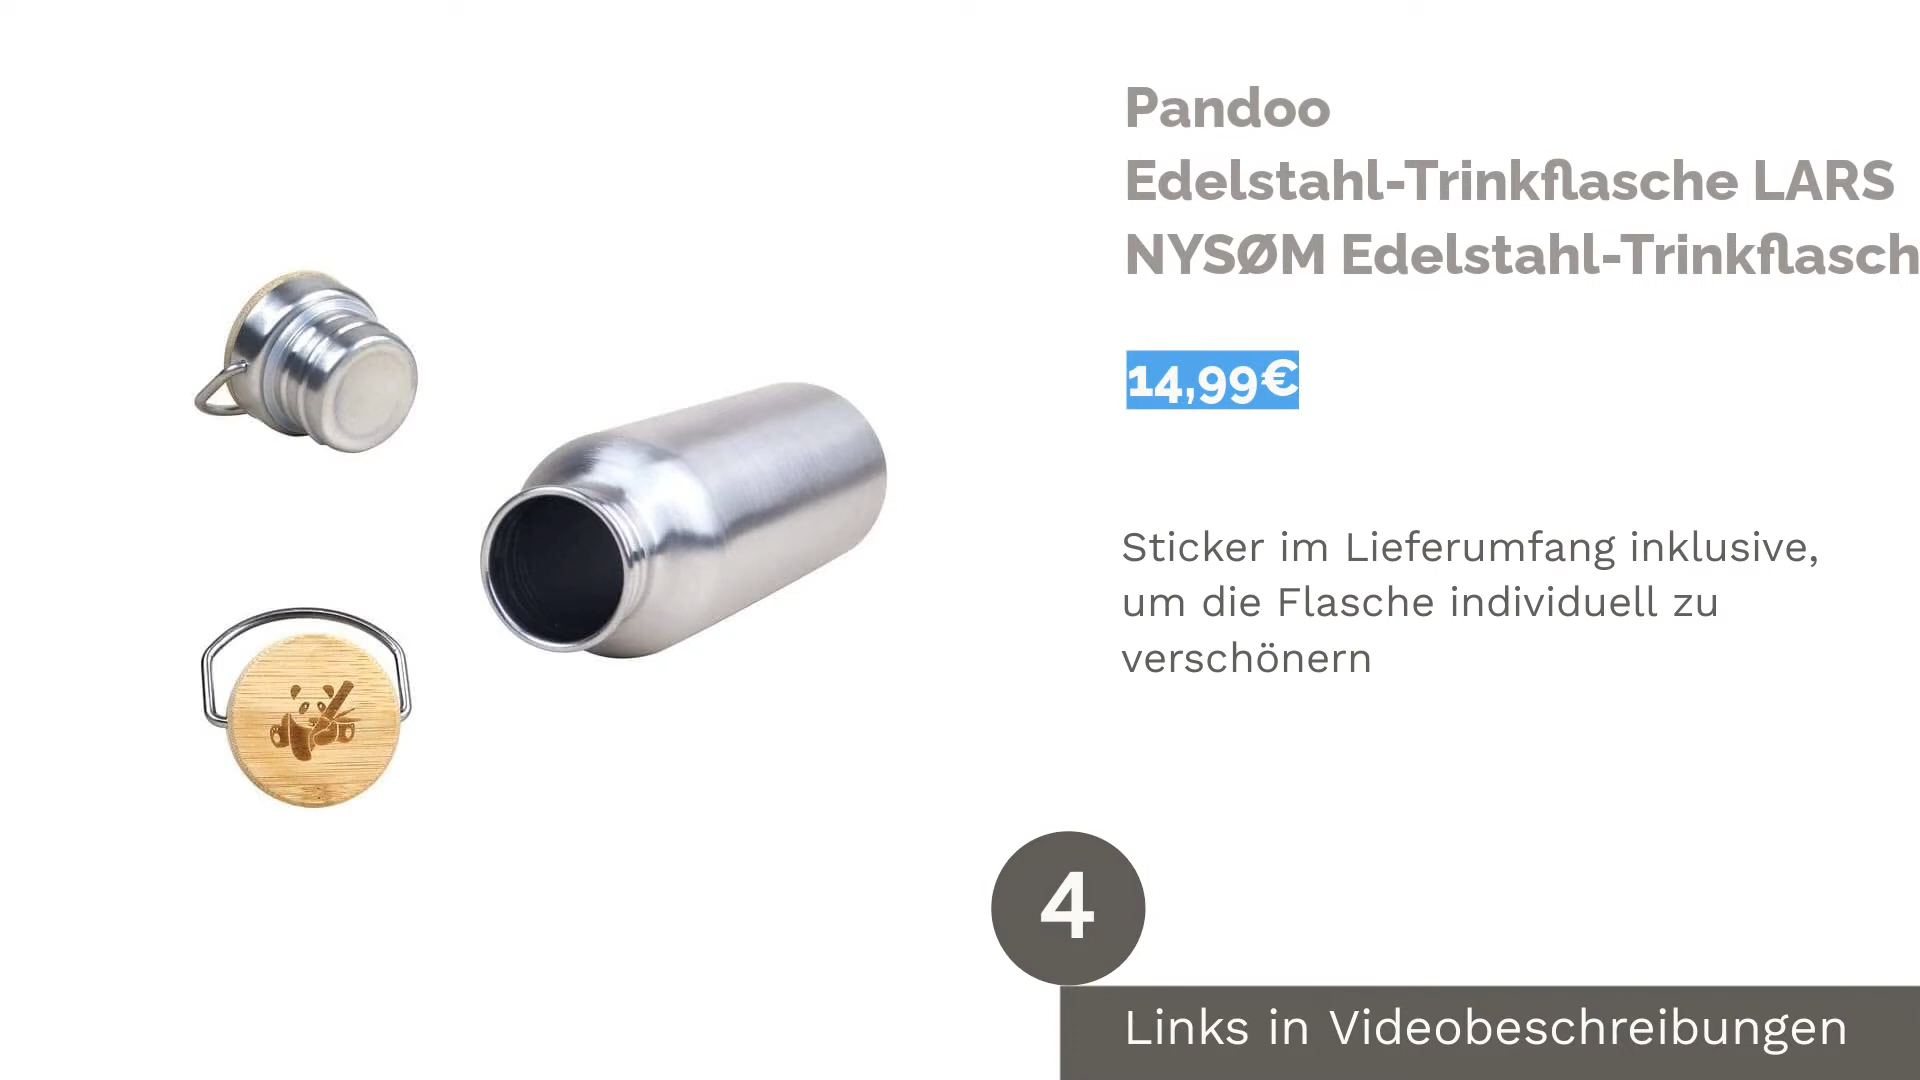 Pandoo
Edelstahl-Trinkflasche LARS
NYSØM Edelstahl-Trinkflasch
14,99€
Sticker im Lieferumfang inklusive,
um die Flasche individuell zu
verschönern
4
Links in Videobeschreibungen